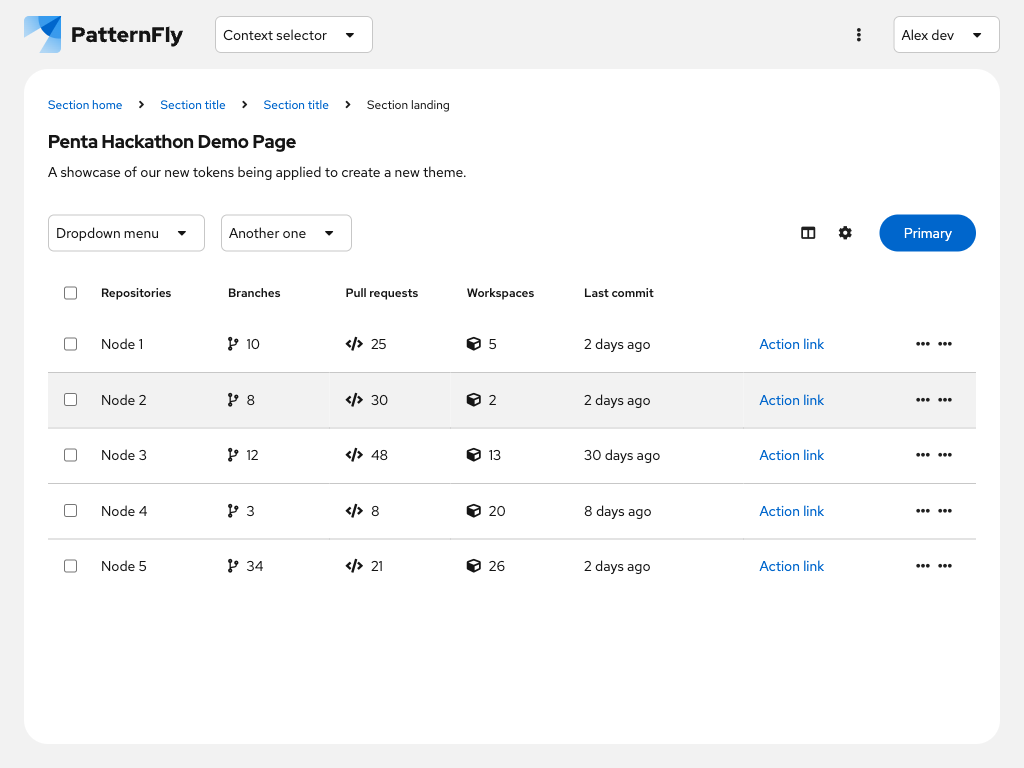 PatternFly Context selector Alex dev
Section home Section title Section title Section landing
Penta Hackathon Demo Page
A showcase of our new tokens being applied to create a new theme.
Dropdown menu Another one Primary
Repositories Branches Pull requests Workspaces Last commit
Node 1 10 25 5 2 days ago Action link
Node 2 8 30 2 2 days ago Action link
Node 3 12 48 13 30 days ago Action link
Node 4 3 8 20 8 days ago Action link
Node 5 34 21 26 2 days ago Action link